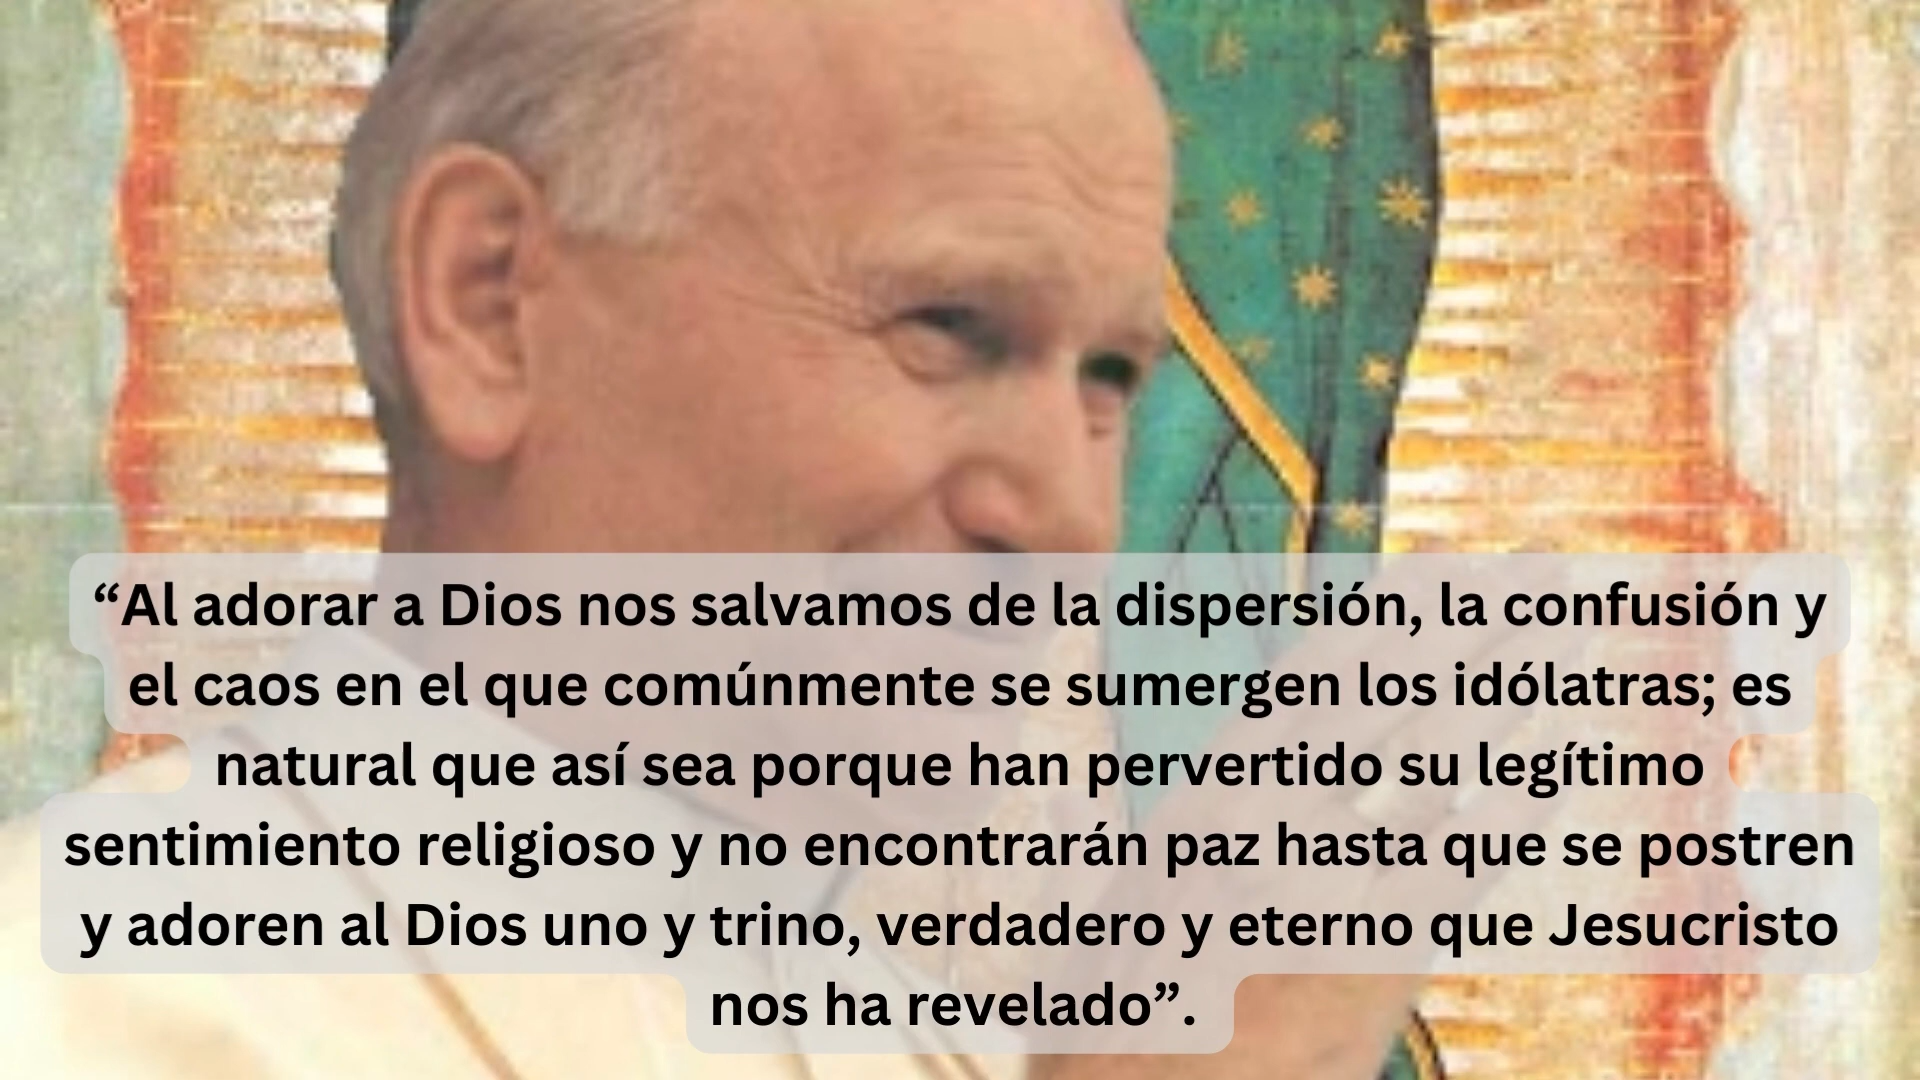 “Al adorar a Dios nos salvamos de la dispersión, la confusión y
el caos en el que comúnmente se sumergen los idólatras; es
natural que así sea porque han pervertido su legítimo
sentimiento religioso y no encontrarán paz hasta que se postren
y adoren al Dios uno y trino, verdadero y eterno que Jesucristo
nos ha revelado”.